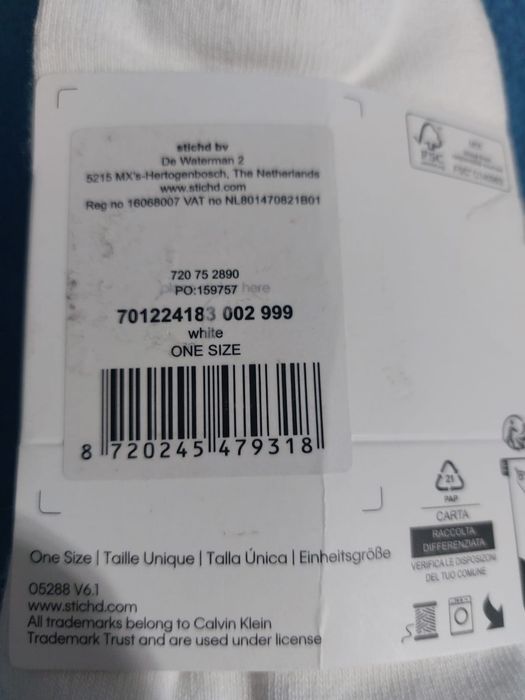 stichd bv
De Waterman 2
5215 MX's-Hertogenbosch, The Netherlands
www.stichd.com
Reg no 16068007 VAT no NL801470821B01
FSC
720 75 2890
PO:159757 here
701224183 002 999
white
ONE SIZE
8 720245 479318
21
PAP
CARTA
RACCOLTA
DIFFERENZIATA
VERIFICA LE DISPOSIZIONI
DEL TUO COMUNE
One Size | Taille Unique | Talla Única | Einheitsgröße
05288 V6.1
www.stichd.com
All trademarks belong to Calvin Klein
Trademark Trust and are used under license